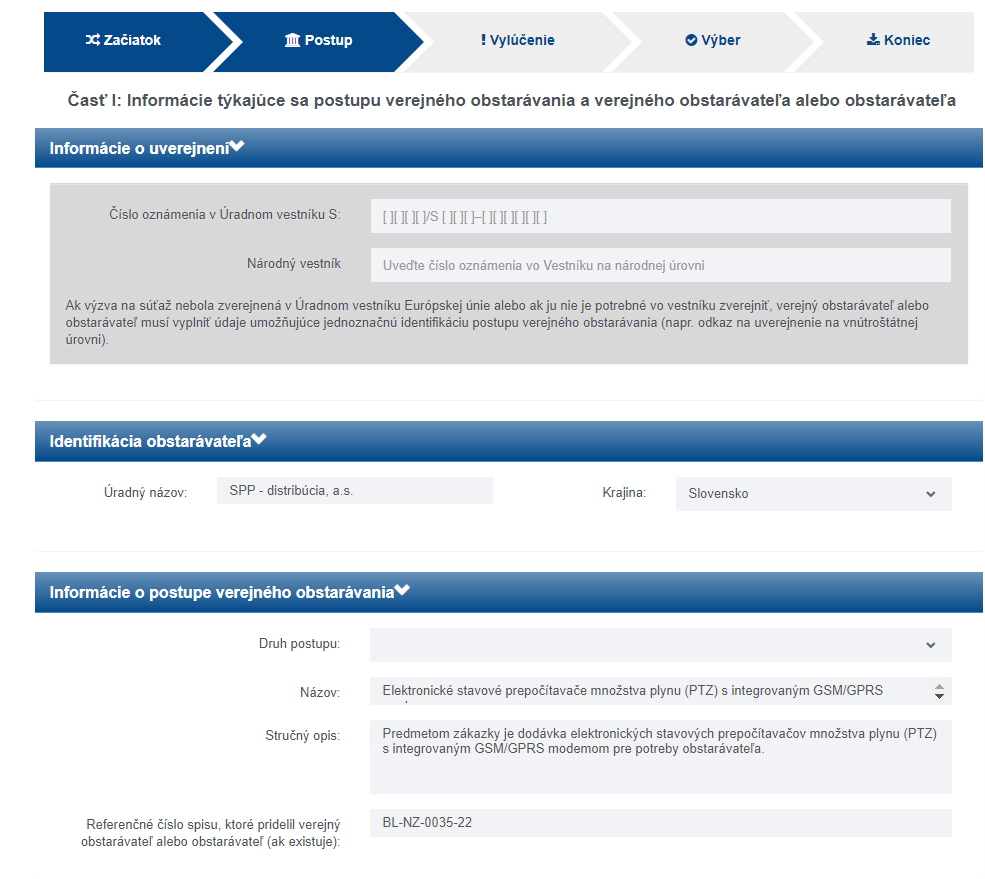 Začiatok
Postup
! Vylúčenie
Výber
Koniec
Časť I: Informácie týkajúce sa postupu verejného obstarávania a verejného obstarávateľa alebo obstarávateľa
Informácie o uverejnení
Číslo oznámenia v Úradnom vestníku S:
[ ][ ][ ][ ]/S [ ][ ][ ]–[ ][ ][ ][ ][ ][ ]
Národný vestník
Uveďte číslo oznámenia vo Vestníku na národnej úrovni
Ak výzva na súťaž nebola zverejnená v Úradnom vestníku Európskej únie alebo ak ju nie je potrebné vo vestníku zverejniť, verejný obstarávateľ alebo
obstarávateľ musí vyplniť údaje umožňujúce jednoznačnú identifikáciu postupu verejného obstarávania (napr. odkaz na uverejnenie na vnútroštátnej
úrovni).
Identifikácia obstarávateľa
Úradný názov:
SPP - distribúcia, a.s.
Krajina:
Slovensko
Informácie o postupe verejného obstarávania
Druh postupu:
Názov:
Elektronické stavové prepočítavače množstva plynu (PTZ) s integrovaným GSM/GPRS
Stručný opis:
Predmetom zákazky je dodávka elektronických stavových prepočítavačov množstva plynu (PTZ)
s integrovaným GSM/GPRS modemom pre potreby obstarávateľa.
Referenčné číslo spisu, ktoré pridelil verejný
obstarávateľ alebo obstarávateľ (ak existuje):
BL-NZ-0035-22